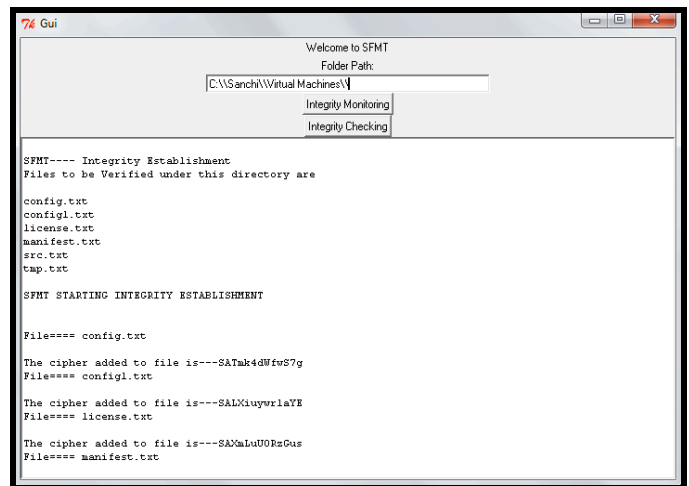 Gui
Welcome to SFMT
Folder Path:
C:\\Sanchi\\Virtual Machines\\
Integrity Monitoring
Integrity Checking
SFMT---- Integrity Establishment
Files to be Verified under this directory are
config.txt
config1.txt
license.txt
manifest.txt
src.txt
tmp.txt
SFMT STARTING INTEGRITY ESTABLISHMENT
File==== config.txt
The cipher added to file is---SATmk4dWfwS7g
File==== config1.txt
The cipher added to file is---SALXiuywrlaYE
File==== license.txt
The cipher added to file is---SAXmLuU0RzGus
File==== manifest.txt